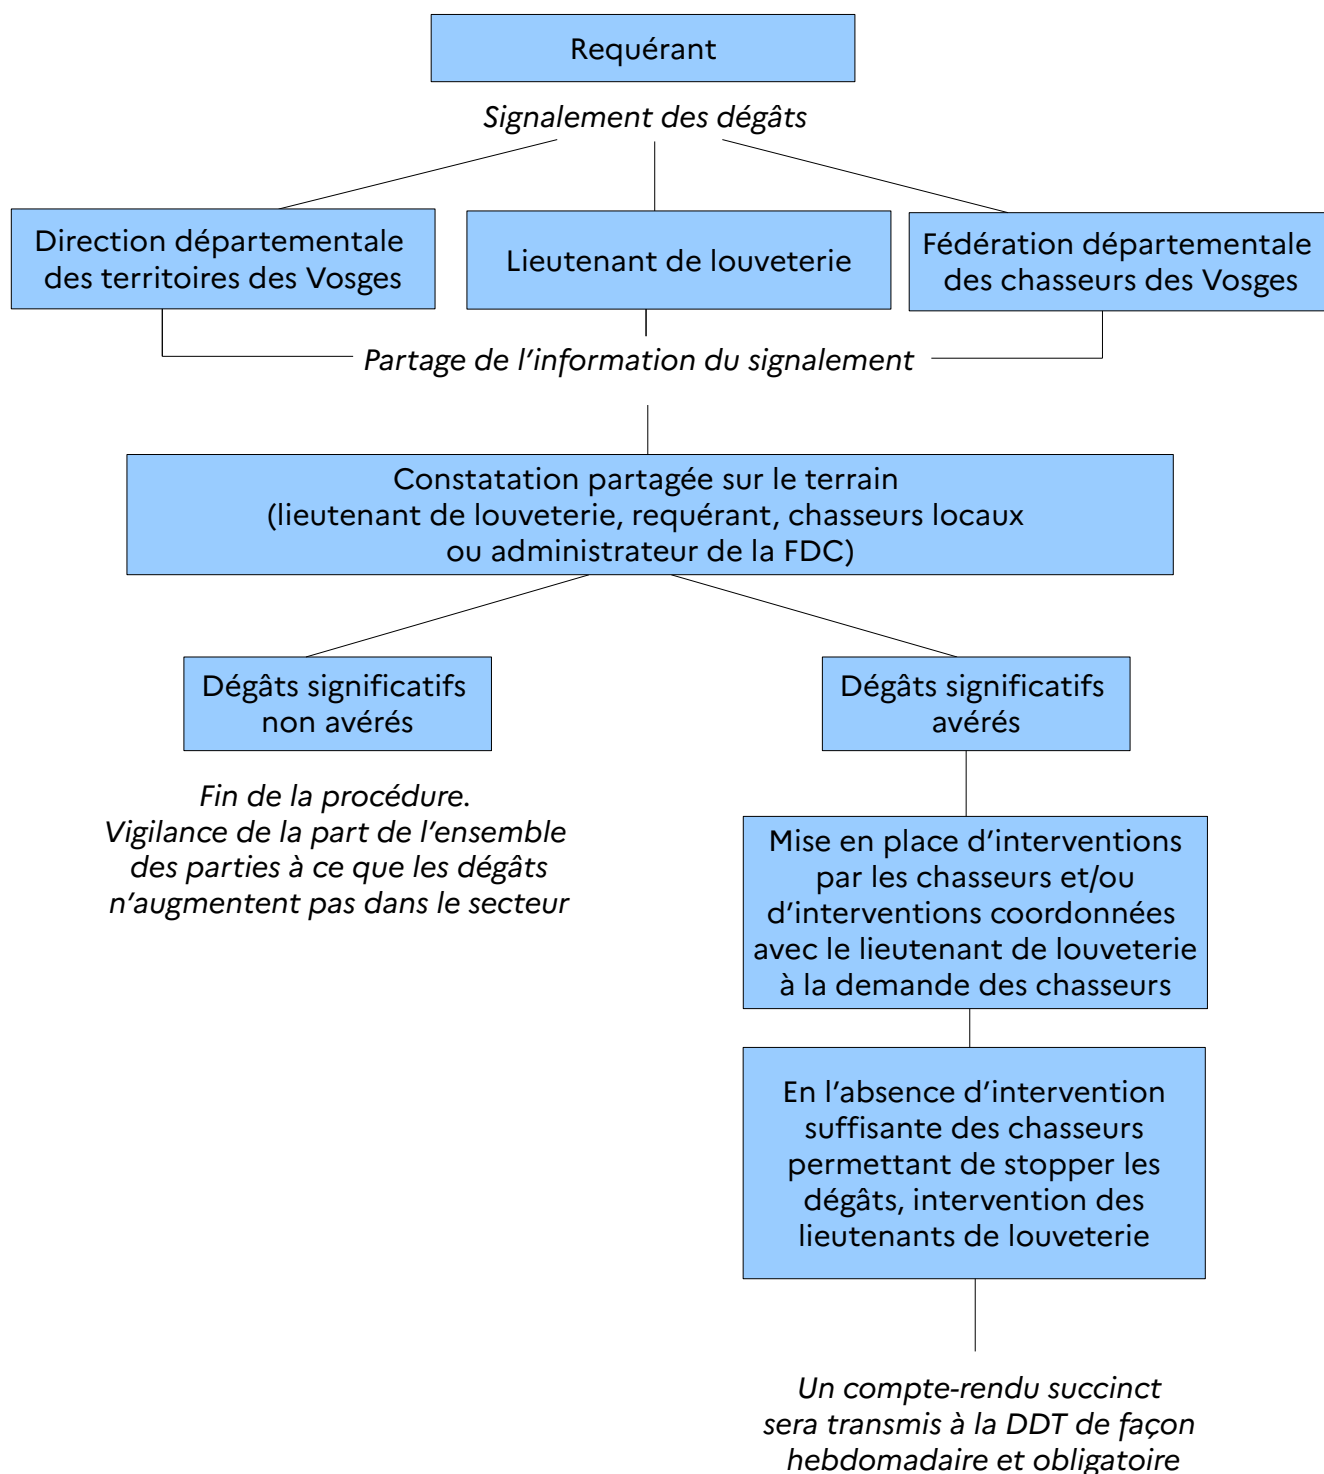 Requérant
Signalement des dégâts
Direction départementale
des territoires des Vosges
Lieutenant de louveterie
Fédération départementale
des chasseurs des Vosges
Partage de l'information du signalement
Constatation partagée sur le terrain
(lieutenant de louveterie, requérant, chasseurs locaux
ou administrateur de la FDC)
Dégâts significatifs
non avérés
Dégâts significatifs
avérés
Fin de la procédure.
Vigilance de la part de l'ensemble
des parties à ce que les dégâts
n'augmentent pas dans le secteur
Mise en place d'interventions
par les chasseurs et/ou
d'interventions coordonnées
avec le lieutenant de louveterie
à la demande des chasseurs
En l'absence d'intervention
suffisante des chasseurs
permettant de stopper les
dégâts, intervention des
lieutenants de louveterie
Un compte-rendu succinct
sera transmis à la DDT de façon
hebdomadaire et obligatoire